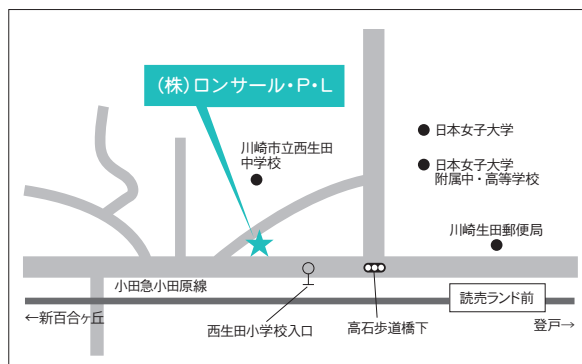 (株)ロンサール・P・L
川崎市立西生田
中学校
日本女子大学
日本女子大学
附属中・高等学校
川崎生田郵便局
小田急小田原線
読売ランド前
←新百合ヶ丘
西生田小学校入口
高石歩道橋下
登戸→